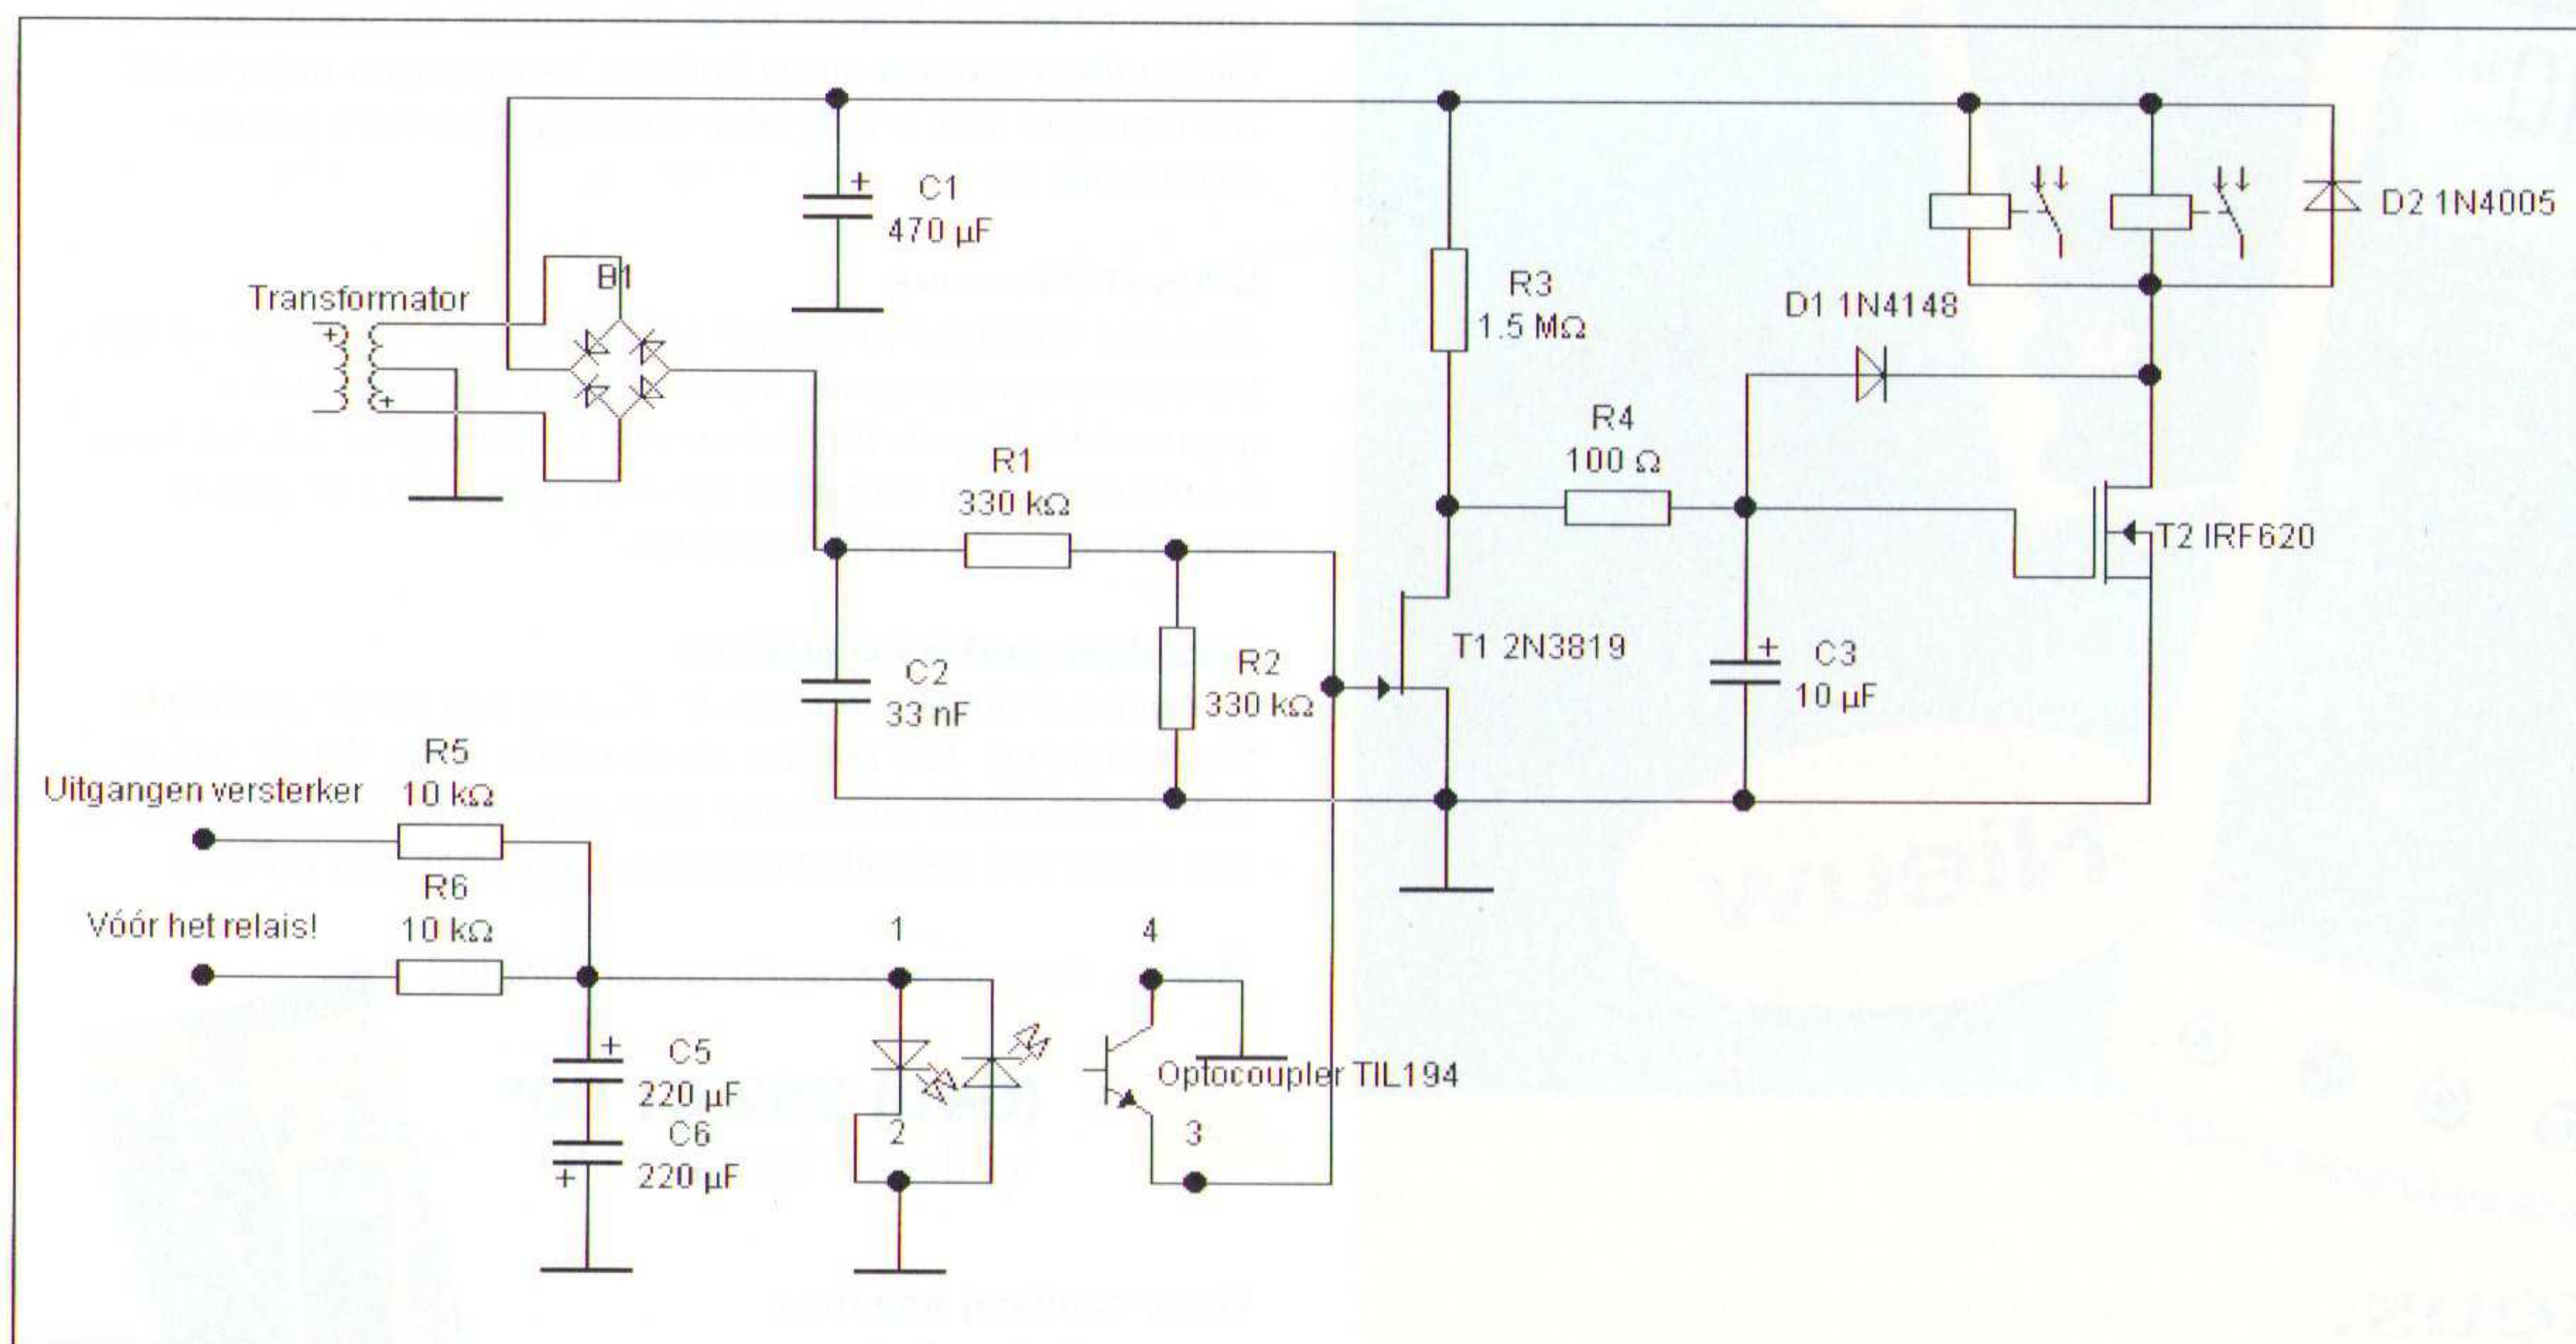 Transformator
B1
+
+
+ C1
470 µF
R1
330 kΩ
C2
33 nF
R2
330 kΩ
R3
1.5 MΩ
T1 2N3819
R4
100 Ω
D1 1N4148
D2 1N4005
T2 IRF620
+ C3
10 µF
R5
Uitgangen versterker 10 kΩ
R6
Vóór het relais! 10 kΩ
+ C5
220 µF
C6
+ 220 µF
1
2
4
Optocoupler TIL194
3